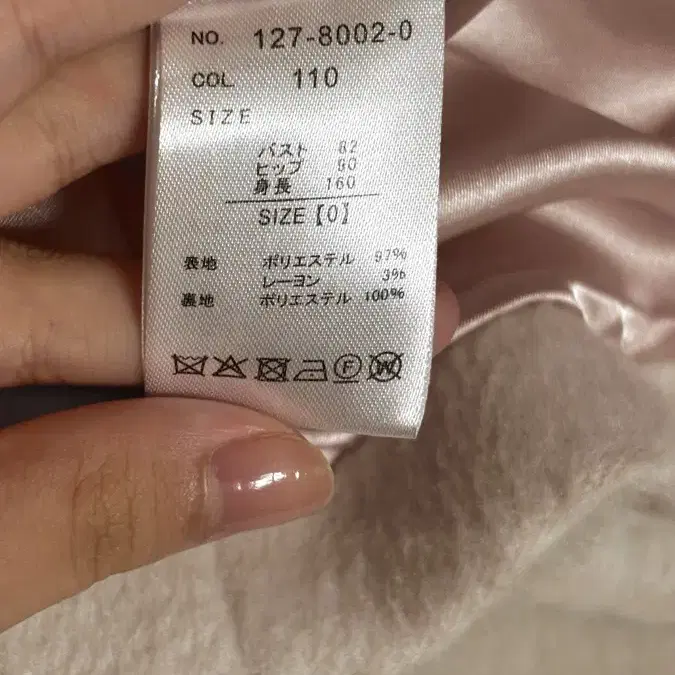 NO. 127-8002-0
COL 110
SIZE
バスト 82
ヒップ 90
身長 160
SIZE【0】
表地 ポリエステル 97%
レーヨン 3%
裏地 ポリエステル 100%
F W